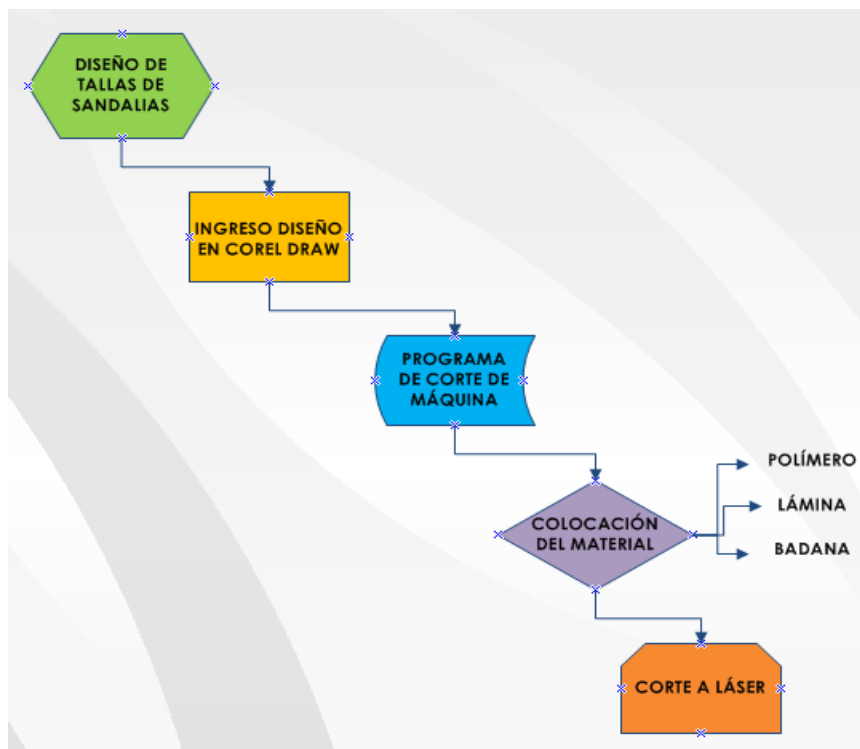 DISEÑO DE
TALLAS DE
SANDALIAS
INGRESO DISEÑO
EN COREL DRAW
PROGRAMA
DE CORTE DE
MÁQUINA
COLOCACIÓN
DEL MATERIAL
POLÍMERO
LÁMINA
BADANA
CORTE A LÁSER